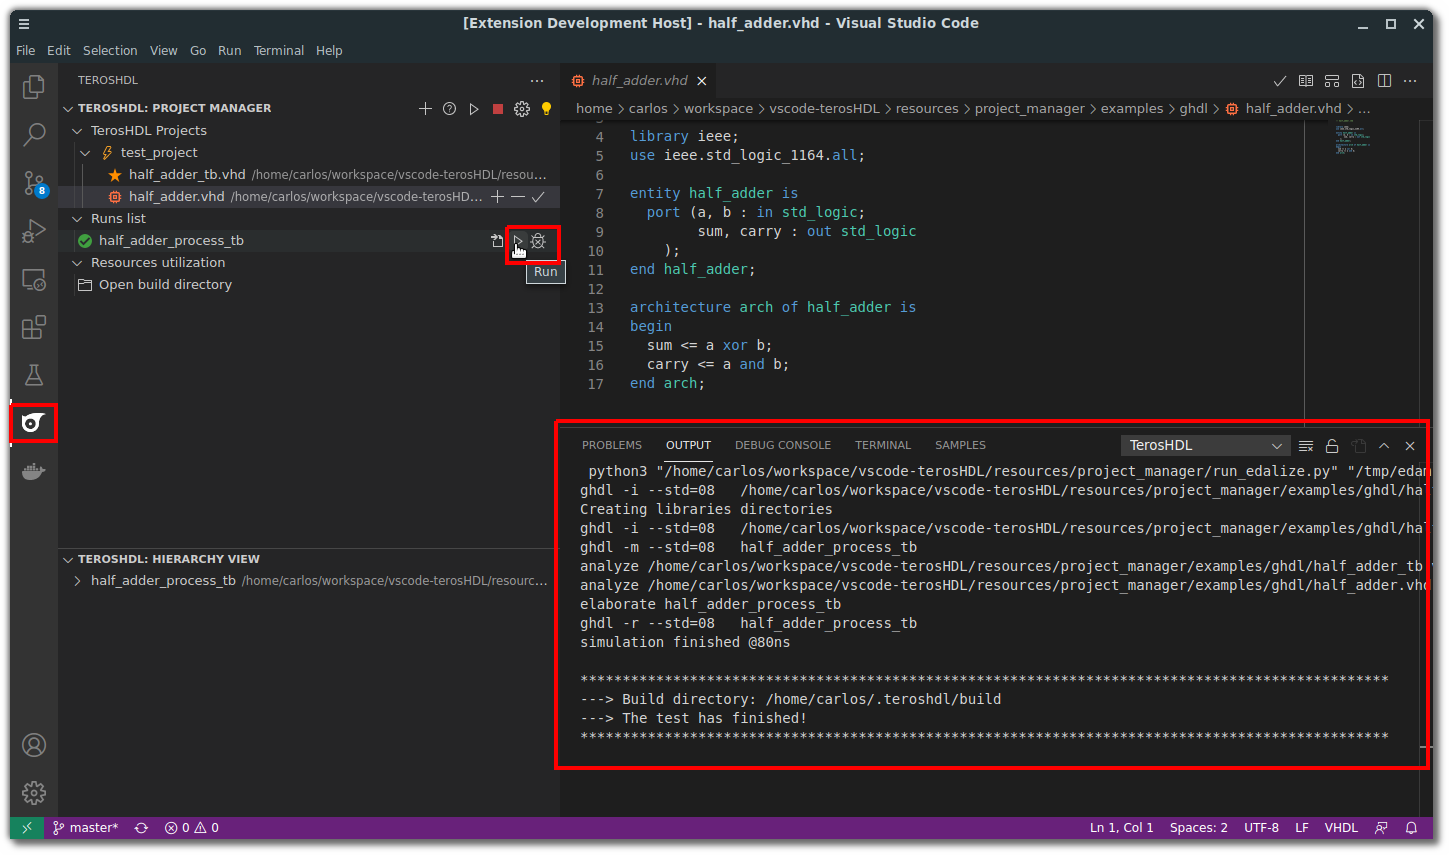 [Extension Development Host] - half_adder.vhd - Visual Studio Code
File Edit Selection View Go Run Terminal Help
TEROSHDL
TEROSHDL: PROJECT MANAGER
TerosHDL Projects
test_project
half_adder_tb.vhd /home/carlos/workspace/vscode-terosHDL/resou...
half_adder.vhd /home/carlos/workspace/vscode-terosHD...
Runs list
half_adder_process_tb
Run
Resources utilization
Open build directory
TEROSHDL: HIERARCHY VIEW
half_adder_process_tb /home/carlos/workspace/vscode-terosHDL/resourc...
8
half_adder.vhd
home > carlos > workspace > vscode-terosHDL > resources > project_manager > examples > ghdl > half_adder.vhd > ...
4 library ieee;
5 use ieee.std_logic_1164.all;
6
7 entity half_adder is
8 port (a, b : in std_logic;
9 sum, carry : out std_logic
10 );
11 end half_adder;
12
13 architecture arch of half_adder is
14 begin
15 sum <= a xor b;
16 carry <= a and b;
17 end arch;
PROBLEMS OUTPUT DEBUG CONSOLE TERMINAL SAMPLES TerosHDL
python3 "/home/carlos/workspace/vscode-terosHDL/resources/project_manager/run_edalize.py" "/tmp/edam
ghdl -i --std=08 /home/carlos/workspace/vscode-terosHDL/resources/project_manager/examples/ghdl/hal
Creating libraries directories
ghdl -i --std=08 /home/carlos/workspace/vscode-terosHDL/resources/project_manager/examples/ghdl/hal
ghdl -m --std=08 half_adder_process_tb
analyze /home/carlos/workspace/vscode-terosHDL/resources/project_manager/examples/ghdl/half_adder_tb.v
analyze /home/carlos/workspace/vscode-terosHDL/resources/project_manager/examples/ghdl/half_adder.vhd
elaborate half_adder_process_tb
ghdl -r --std=08 half_adder_process_tb
simulation finished @80ns
************************************************************************************************
---> Build directory: /home/carlos/.teroshdl/build
---> The test has finished!
************************************************************************************************
master* 0 0 Ln 1, Col 1 Spaces: 2 UTF-8 LF VHDL